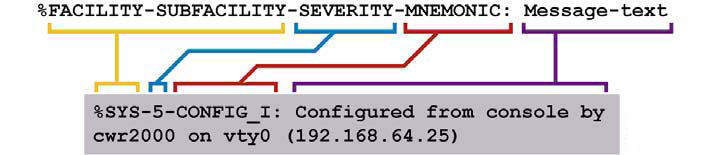 %FACILITY-SUBFACILITY-SEVERITY-MNEMONIC: Message-text
%SYS-5-CONFIG_I: Configured from console by
cwr2000 on vty0 (192.168.64.25)